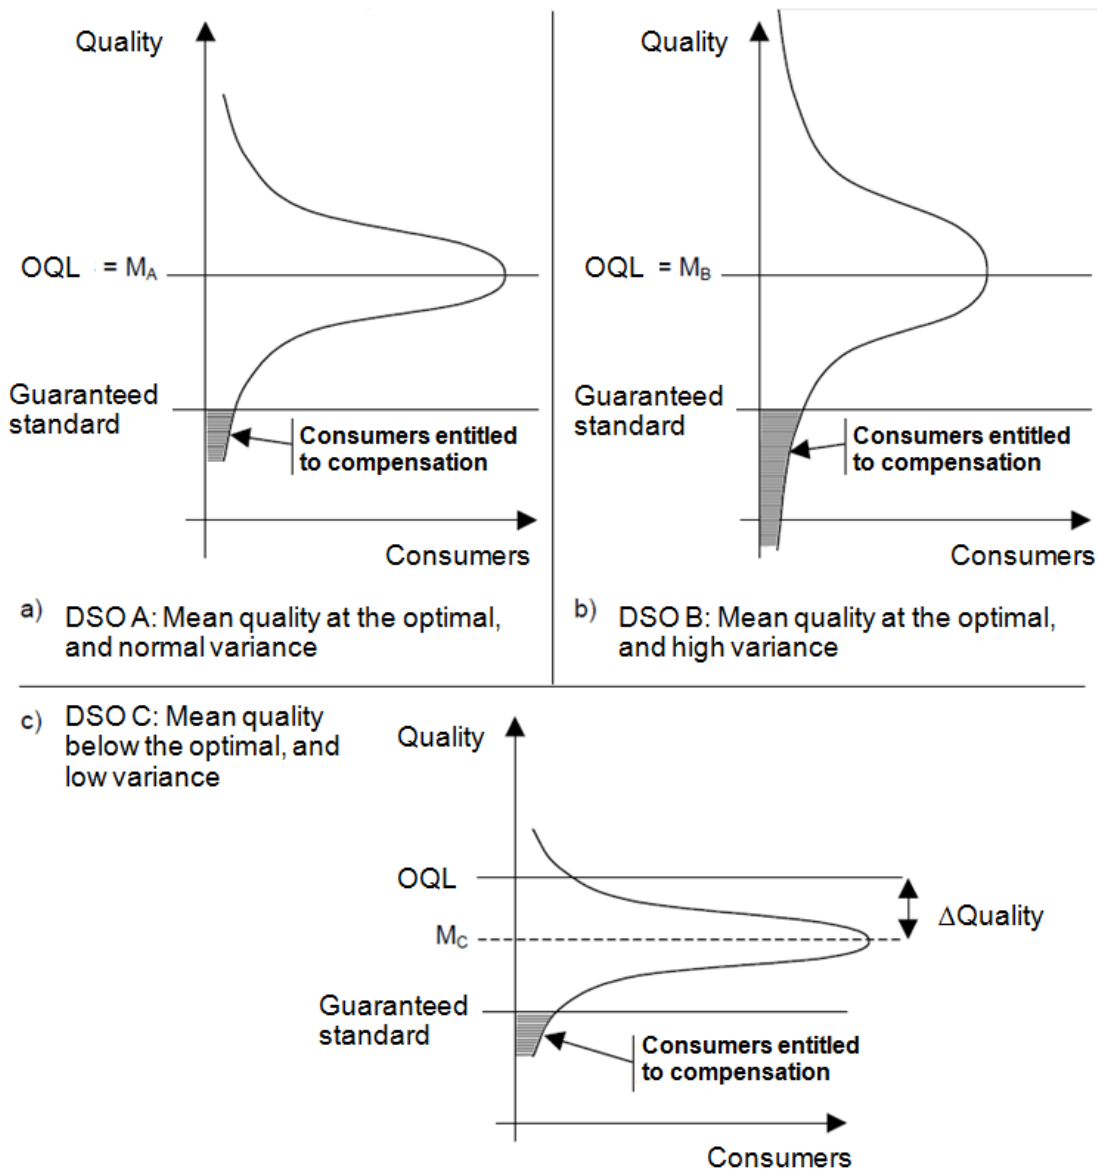 Quality
OQL = MA
Guaranteed
standard
Consumers entitled
to compensation
Consumers
a) DSO A: Mean quality at the optimal,
and normal variance
Quality
OQL = MB
Guaranteed
standard
Consumers entitled
to compensation
Consumers
b) DSO B: Mean quality at the optimal,
and high variance
c) DSO C: Mean quality
below the optimal, and
low variance
Quality
OQL
ΔQuality
MC
Guaranteed
standard
Consumers entitled
to compensation
Consumers